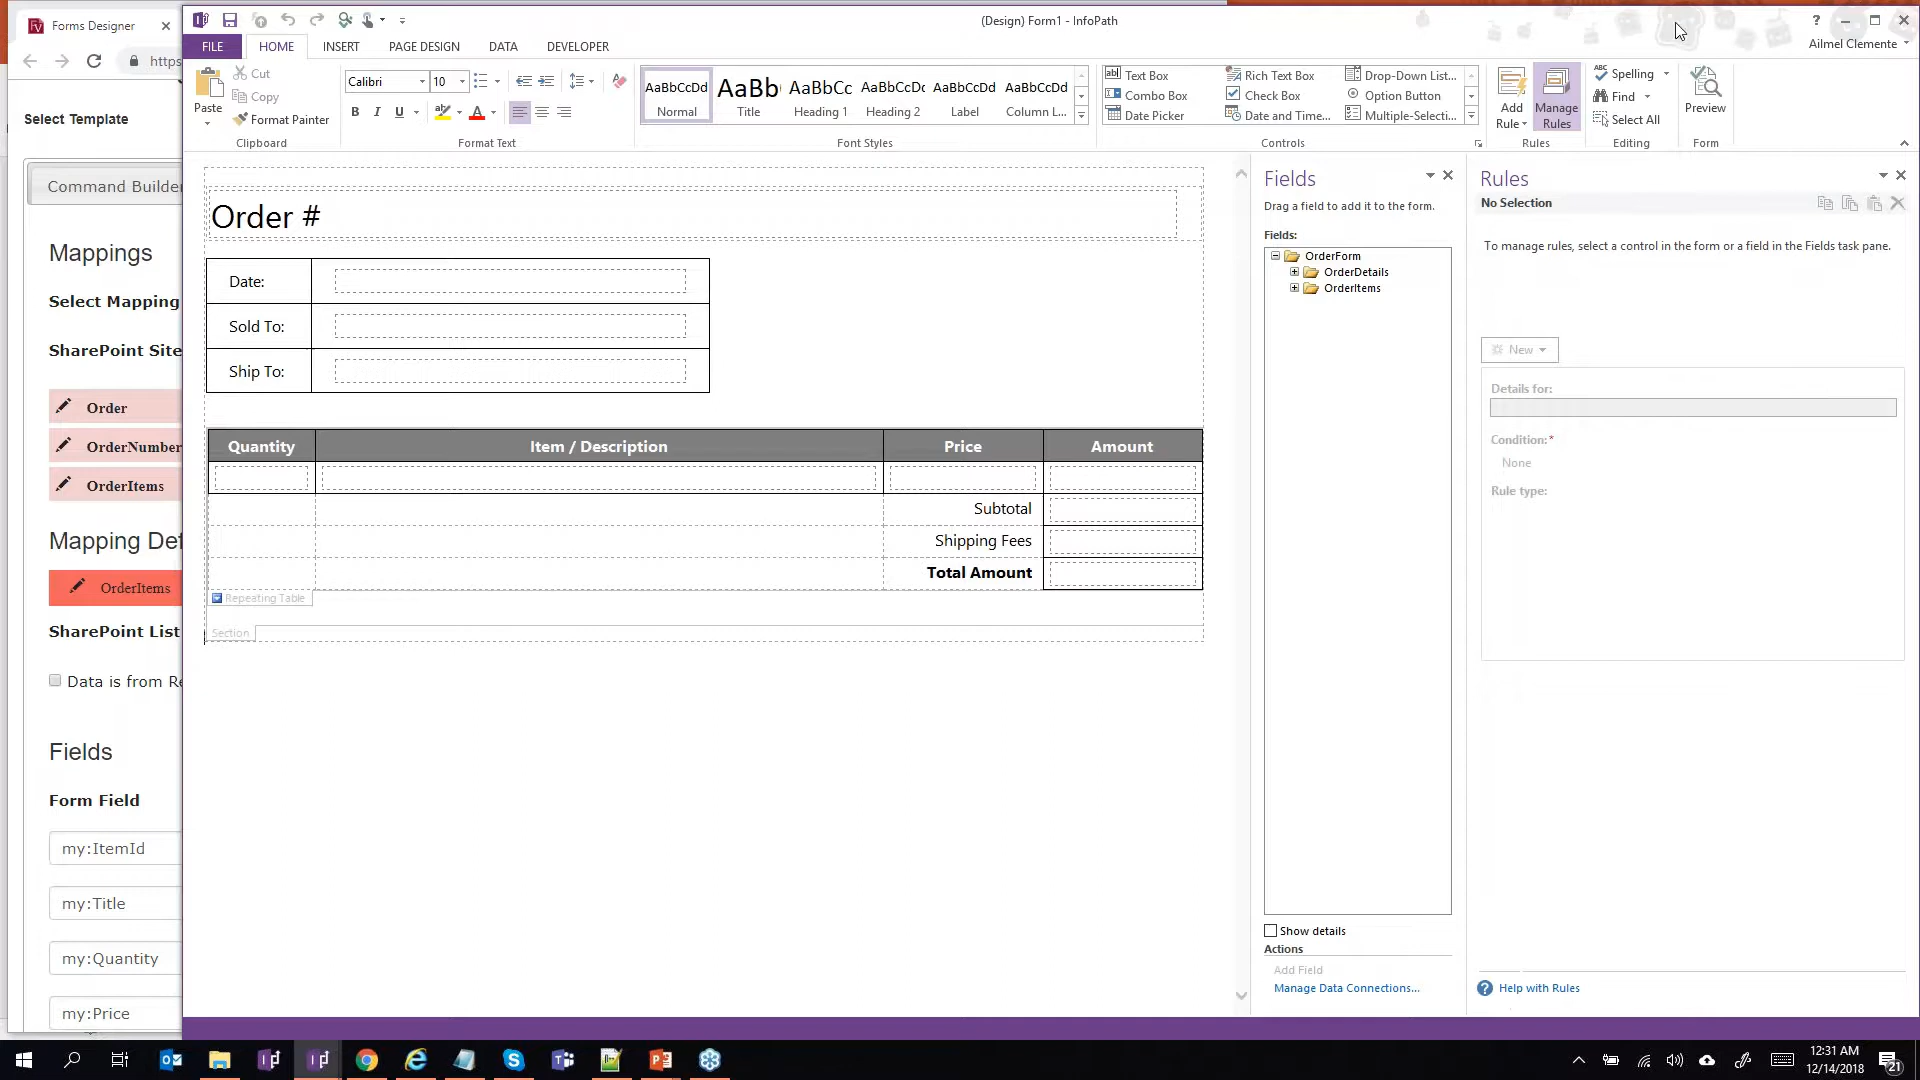 Forms Designer
https
Select Template
Command Builder
Mappings
Select Mapping
SharePoint Site
Order
OrderNumber
OrderItems
Mapping De
OrderItems
SharePoint List
Data is from Re
Fields
Form Field
my:ItemId
my:Title
my:Quantity
my:Price
(Design) Form1 - InfoPath
?
Ailmel Clemente
FILE HOME INSERT PAGE DESIGN DATA DEVELOPER
Paste
Cut
Copy
Format Painter
Clipboard
Calibri 10
B I U
Format Text
AaBbCcDd Normal
AaBb Title
AaBbCc Heading 1
AaBbCcDc Heading 2
AaBbCcDd Label
AaBbCcDd Column L...
Font Styles
Text Box Rich Text Box Drop-Down List...
Combo Box Check Box Option Button
Date Picker Date and Time... Multiple-Selecti...
Controls
Add Rule
Manage Rules
Rules
Spelling
Find
Select All
Editing
Preview
Form
Order #
Date:
Sold To:
Ship To:
Quantity Item / Description Price Amount
Subtotal
Shipping Fees
Total Amount
Repeating Table
Section
Fields
Drag a field to add it to the form.
Fields:
OrderForm
OrderDetails
OrderItems
Show details
Actions
Add Field
Manage Data Connections...
Rules
No Selection
To manage rules, select a control in the form or a field in the Fields task pane.
New
Details for:
Condition:*
None
Rule type:
Help with Rules
12:31 AM
12/14/2018
21